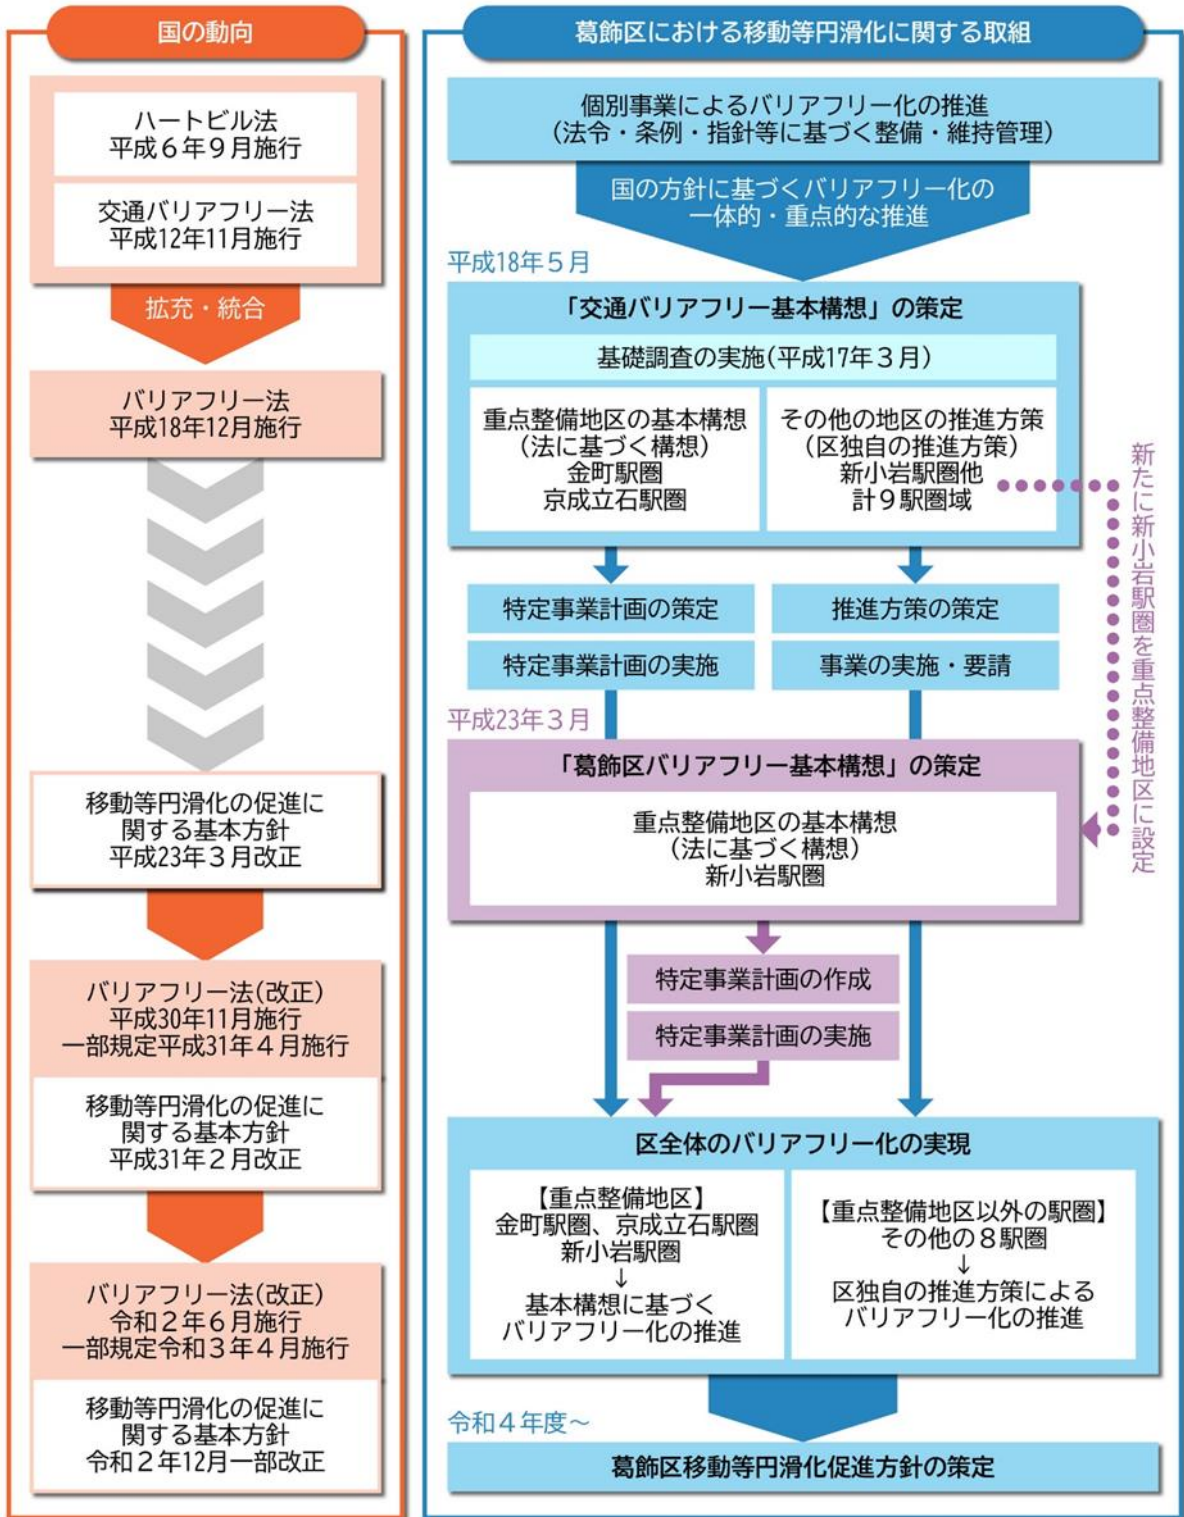 国の動向
ハートビル法
平成６年９月施行
交通バリアフリー法
平成12年11月施行
拡充・統合
バリアフリー法
平成18年12月施行
移動等円滑化の促進に
関する基本方針
平成23年３月改正
バリアフリー法(改正)
平成30年11月施行
一部規定平成31年４月施行
移動等円滑化の促進に
関する基本方針
平成31年２月改正
バリアフリー法(改正)
令和２年６月施行
一部規定令和３年４月施行
移動等円滑化の促進に
関する基本方針
令和２年12月一部改正
葛飾区における移動等円滑化に関する取組
個別事業によるバリアフリー化の推進
（法令・条例・指針等に基づく整備・維持管理）
国の方針に基づくバリアフリー化の
一体的・重点的な推進
平成18年５月
「交通バリアフリー基本構想」の策定
基礎調査の実施(平成17年３月)
重点整備地区の基本構想
（法に基づく構想）
金町駅圏
京成立石駅圏
その他の地区の推進方策
（区独自の推進方策）
新小岩駅圏他
計９駅圏域
新たに新小岩駅圏を重点整備地区に設定
特定事業計画の策定
推進方策の策定
特定事業計画の実施
事業の実施・要請
平成23年３月
「葛飾区バリアフリー基本構想」の策定
重点整備地区の基本構想
（法に基づく構想）
新小岩駅圏
特定事業計画の作成
特定事業計画の実施
区全体のバリアフリー化の実現
【重点整備地区】
金町駅圏、京成立石駅圏
新小岩駅圏
↓
基本構想に基づく
バリアフリー化の推進
【重点整備地区以外の駅圏】
その他の８駅圏
↓
区独自の推進方策による
バリアフリー化の推進
令和４年度～
葛飾区移動等円滑化促進方針の策定